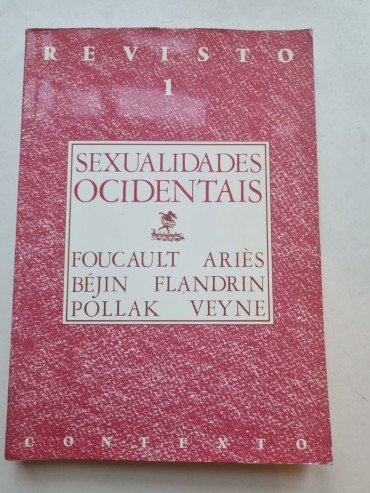 REVISTO
1
SEXUALIDADES
OCIDENTAIS
FOUCAULT ARIÈS
BÉJIN FLANDRIN
POLLAK VEYNE
CONTEXTO